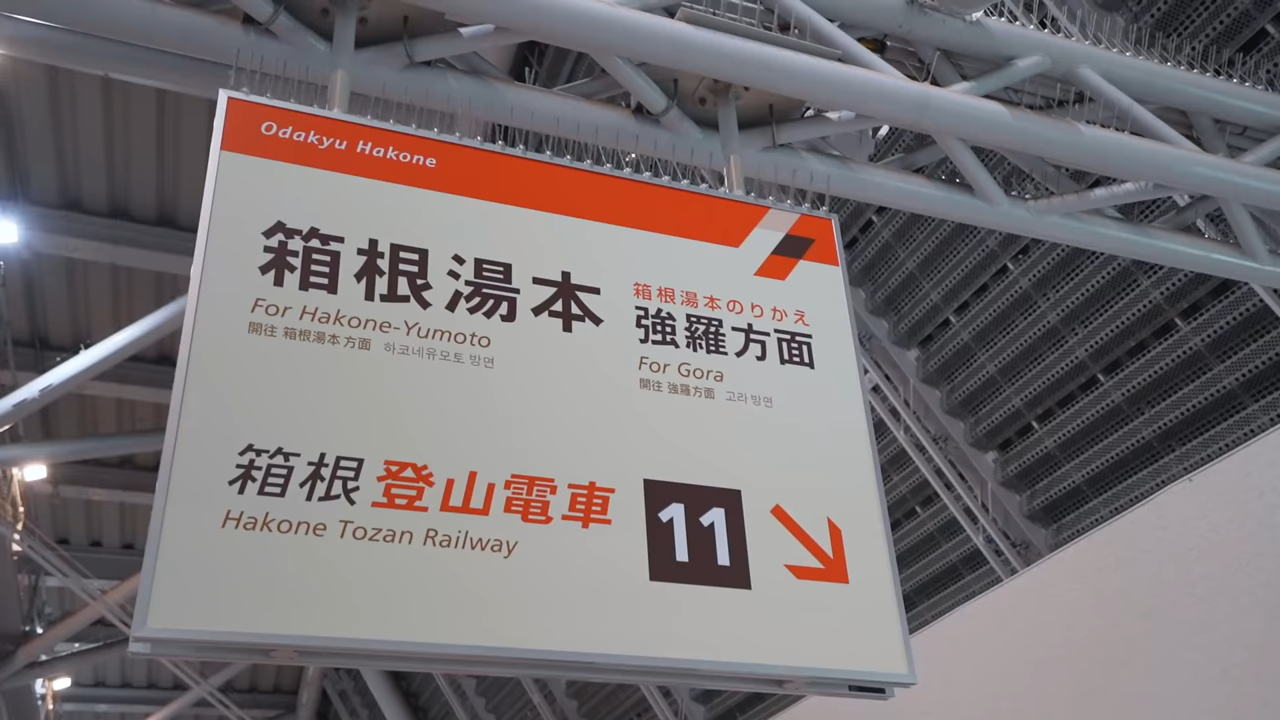 Odakyu Hakone
箱根湯本
For Hakone-Yumoto
開往 箱根湯本方面 하코네유모토 방면
箱根湯本のりかえ
強羅方面
For Gora
開往 強羅方面 고라 방면
箱根登山電車
Hakone Tozan Railway
11